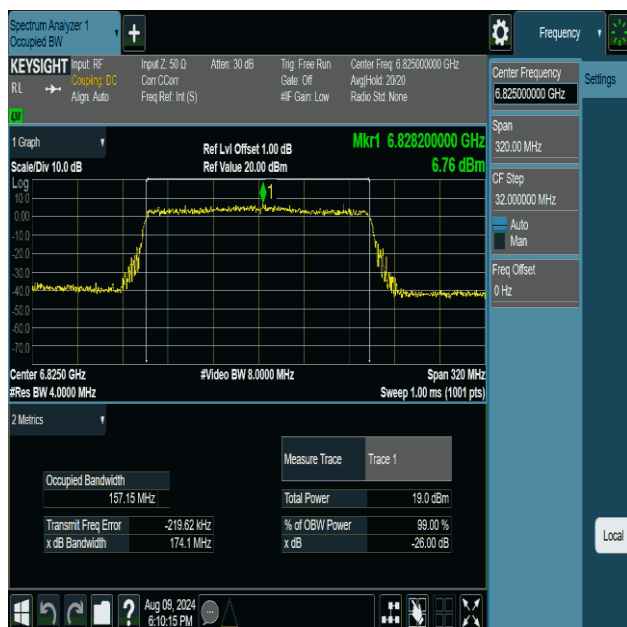 Spectrum Analyzer 1
Occupied BW
Frequency
KEYSIGHT Input: RF
Input Z: 50 Ω
Atten: 30 dB
Trig: Free Run
Center Freq: 6.825000000 GHz
RL
Coupling: DC
Corr CCorr
Gate: Off
Avg|Hold: 20/20
Align: Auto
Freq Ref: Int (S)
#IF Gain: Low
Radio Std: None
1 Graph
Ref Lvl Offset 1.00 dB
Mkr1 6.828200000 GHz
Scale/Div 10.0 dB
Ref Value 20.00 dBm
6.76 dBm
Log
1
10.0
0.00
-10.0
-20.0
-30.0
-40.0
-50.0
-60.0
-70.0
Center 6.8250 GHz
#Video BW 8.0000 MHz
Span 320 MHz
#Res BW 4.0000 MHz
Sweep 1.00 ms (1001 pts)
2 Metrics
Measure Trace
Trace 1
Occupied Bandwidth
157.15 MHz
Total Power
19.0 dBm
Transmit Freq Error
-219.62 kHz
% of OBW Power
99.00 %
x dB Bandwidth
174.1 MHz
x dB
-26.00 dB
Center Frequency
6.825000000 GHz
Settings
Span
320.00 MHz
CF Step
32.000000 MHz
Auto
Man
Freq Offset
0 Hz
Local
Aug 09, 2024
6:10:15 PM